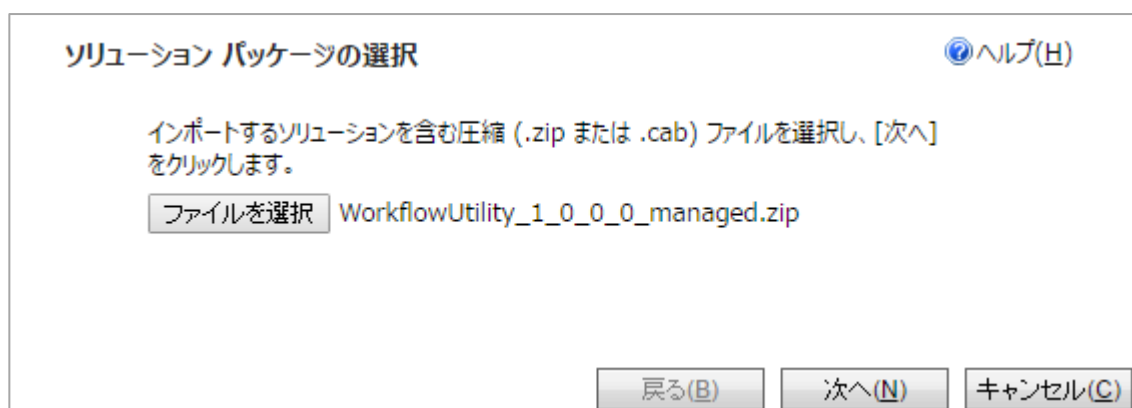 ソリューション パッケージの選択
ヘルプ(H)
インポートするソリューションを含む圧縮 (.zip または .cab) ファイルを選択し、[次へ]
をクリックします。
ファイルを選択 WorkflowUtility_1_0_0_0_managed.zip
戻る(B) 次へ(N) キャンセル(C)